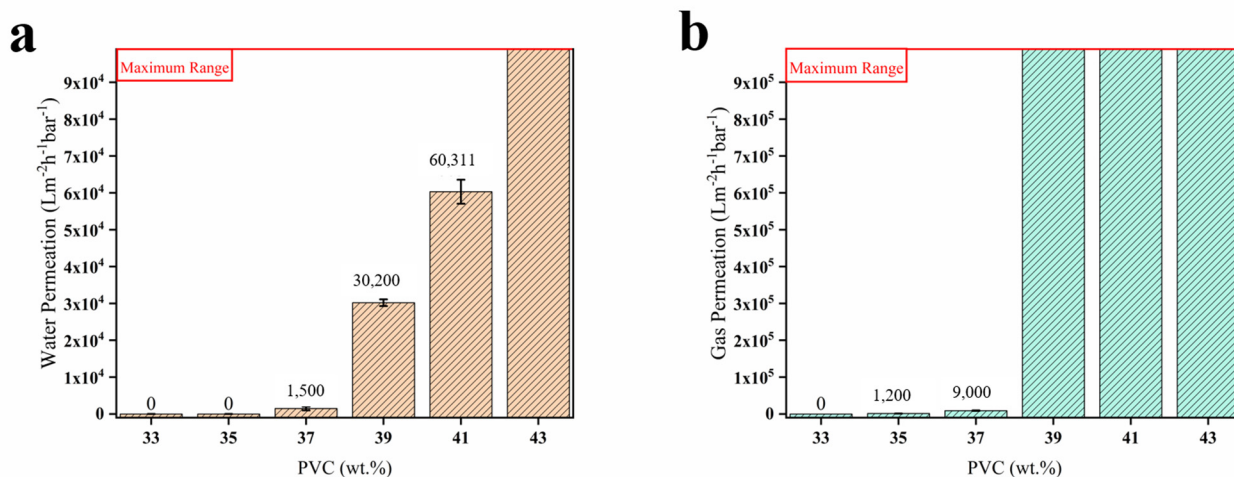 a
Maximum Range
Water Permeation (Lm⁻²h⁻¹bar⁻¹)
9x10⁴
8x10⁴
7x10⁴
6x10⁴
5x10⁴
4x10⁴
3x10⁴
2x10⁴
1x10⁴
0
0
0
1,500
30,200
60,311
33 35 37 39 41 43
PVC (wt.%)
b
Maximum Range
Gas Permeation (Lm⁻²h⁻¹bar⁻¹)
9x10⁵
8x10⁵
7x10⁵
6x10⁵
5x10⁵
4x10⁵
3x10⁵
2x10⁵
1x10⁵
0
0
1,200
9,000
33 35 37 39 41 43
PVC (wt.%)